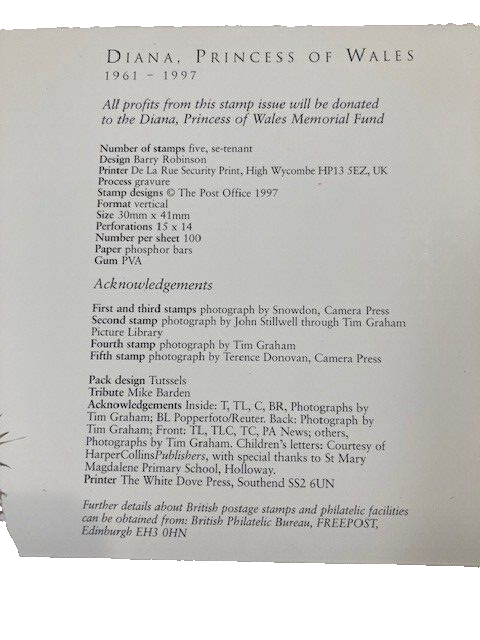 DIANA, PRINCESS OF WALES
1961 – 1997
All profits from this stamp issue will be donated
to the Diana, Princess of Wales Memorial Fund
Number of stamps five, se-tenant
Design Barry Robinson
Printer De La Rue Security Print, High Wycombe HP13 5EZ, UK
Process gravure
Stamp designs © The Post Office 1997
Format vertical
Size 30mm x 41mm
Perforations 15 x 14
Number per sheet 100
Paper phosphor bars
Gum PVA
Acknowledgements
First and third stamps photograph by Snowdon, Camera Press
Second stamp photograph by John Stillwell through Tim Graham
Picture Library
Fourth stamp photograph by Tim Graham
Fifth stamp photograph by Terence Donovan, Camera Press
Pack design Tutssels
Tribute Mike Barden
Acknowledgements Inside: T, TL, C, BR, Photographs by
Tim Graham; BL Popperfoto/Reuter. Back: Photograph by
Tim Graham; Front: TL, TLC, TC, PA News; others,
Photographs by Tim Graham. Children's letters: Courtesy of
HarperCollinsPublishers, with special thanks to St Mary
Magdalene Primary School, Holloway.
Printer The White Dove Press, Southend SS2 6UN
Further details about British postage stamps and philatelic facilities
can be obtained from: British Philatelic Bureau, FREEPOST,
Edinburgh EH3 0HN